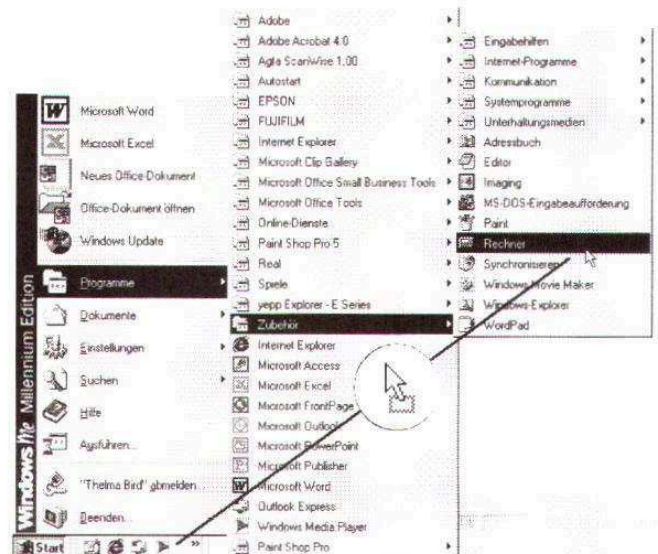 Microsoft Word
Microsoft Excel
Neues Office-Dokument
Office-Dokument öffnen
Windows Update
Programme
Dokumente
Einstellungen
Suchen
Hilfe
Ausführen...
"Thelma Bird" abmelden...
Beenden...
Windows Me Millennium Edition
Start
»
Adobe
Adobe Acrobat 4.0
Agfa ScanWise 1.00
Autostart
EPSON
FUJIFILM
Internet Explorer
Microsoft Clip Gallery
Microsoft Office Small Business Tools
Microsoft Office Tools
Online-Dienste
Paint Shop Pro 5
Real
Spiele
yepp Explorer - E Series
Zubehör
Internet Explorer
Microsoft Access
Microsoft Excel
Microsoft FrontPage
Microsoft Outlook
Microsoft PowerPoint
Microsoft Publisher
Microsoft Word
Outlook Express
Windows Media Player
Paint Shop Pro
Eingabehilfen
Internet-Programme
Kommunikation
Systemprogramme
Unterhaltungsmedien
Adressbuch
Editor
Imaging
MS-DOS-Eingabeaufforderung
Paint
Rechner
Synchronisieren
Windows Movie Maker
Windows-Explorer
WordPad